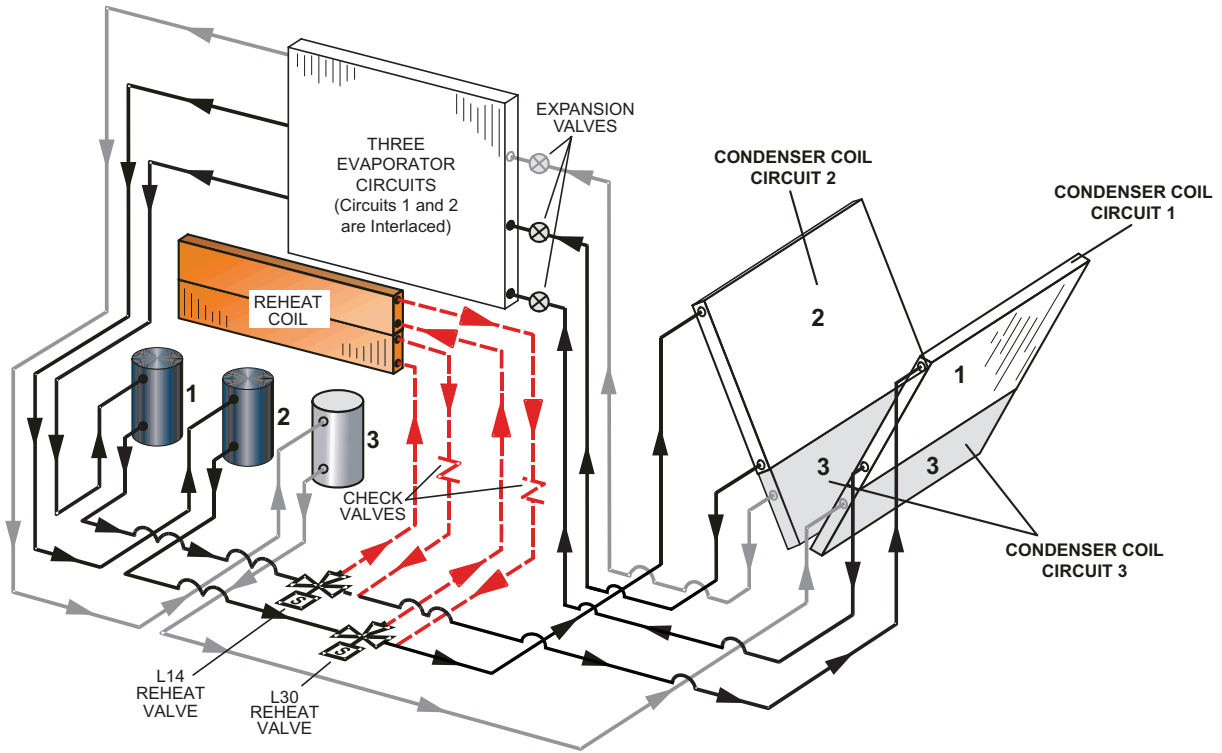 THREE
EVAPORATOR
CIRCUITS
(Circuits 1 and 2
are Interlaced)
EXPANSION
VALVES
CONDENSER COIL
CIRCUIT 2
CONDENSER COIL
CIRCUIT 1
REHEAT
COIL
2
1
1
2
3
3
3
CHECK
VALVES
CONDENSER COIL
CIRCUIT 3
S
S
L14
REHEAT
VALVE
L30
REHEAT
VALVE